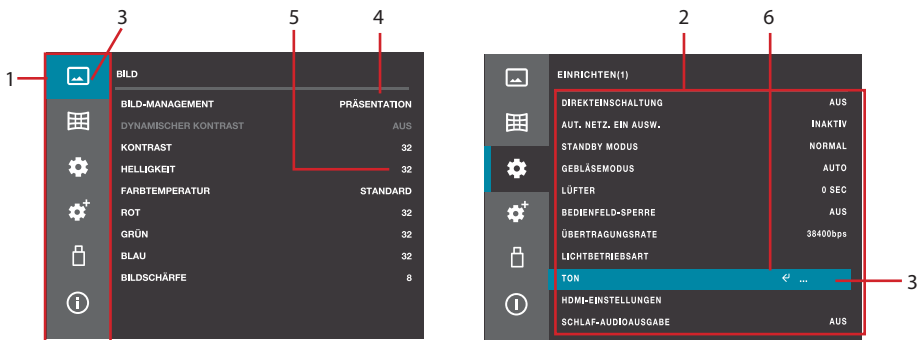 3 5 4
1
BILD
BILD-MANAGEMENT PRÄSENTATION
DYNAMISCHER KONTRAST AUS
KONTRAST 32
HELLIGKEIT 32
FARBTEMPERATUR STANDARD
ROT 32
GRÜN 32
BLAU 32
BILDSCHÄRFE 8
2 6
EINRICHTEN(1)
DIREKTEINSCHALTUNG AUS
AUT. NETZ. EIN AUSW. INAKTIV
STANDBY MODUS NORMAL
GEBLÄSEMODUS AUTO
LÜFTER 0 SEC
BEDIENFELD-SPERRE AUS
ÜBERTRAGUNGSRATE 38400bps
LICHTBETRIEBSART
TON ...
3
HDMI-EINSTELLUNGEN
SCHLAF-AUDIOAUSGABE AUS